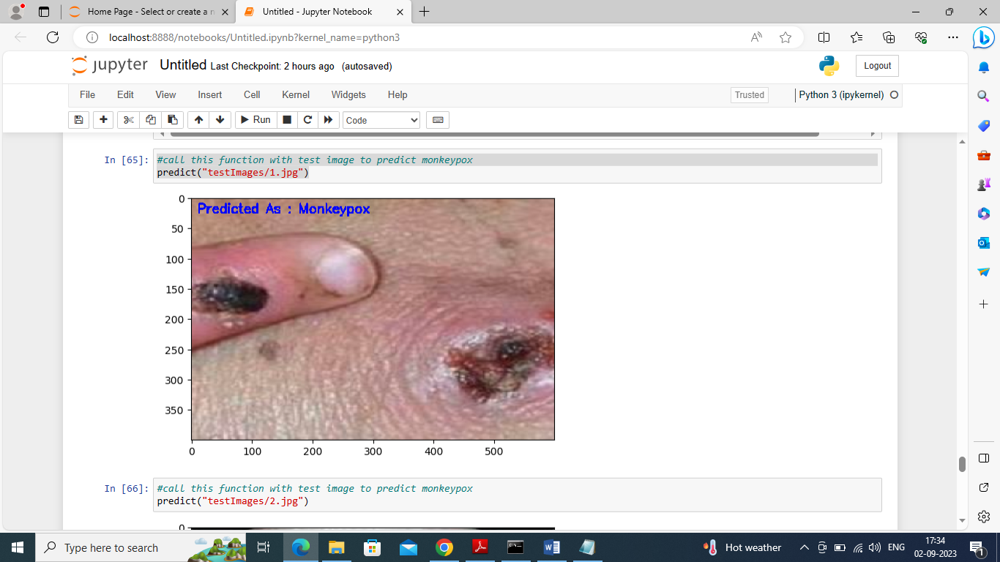 Home Page - Select or create a n
Untitled - Jupyter Notebook
localhost:8888/notebooks/Untitled.ipynb?kernel_name=python3
jupyter Untitled Last Checkpoint: 2 hours ago (autosaved)
Logout
File Edit View Insert Cell Kernel Widgets Help
Trusted
Python 3 (ipykernel)
Run
Code
In [65]: #call this function with test image to predict monkeypox
predict("testImages/1.jpg")
Predicted As : Monkeypox
0
50
100
150
200
250
300
350
0 100 200 300 400 500
In [66]: #call this function with test image to predict monkeypox
predict("testImages/2.jpg")
0
Type here to search
Hot weather
ENG
17:34
02-09-2023
1